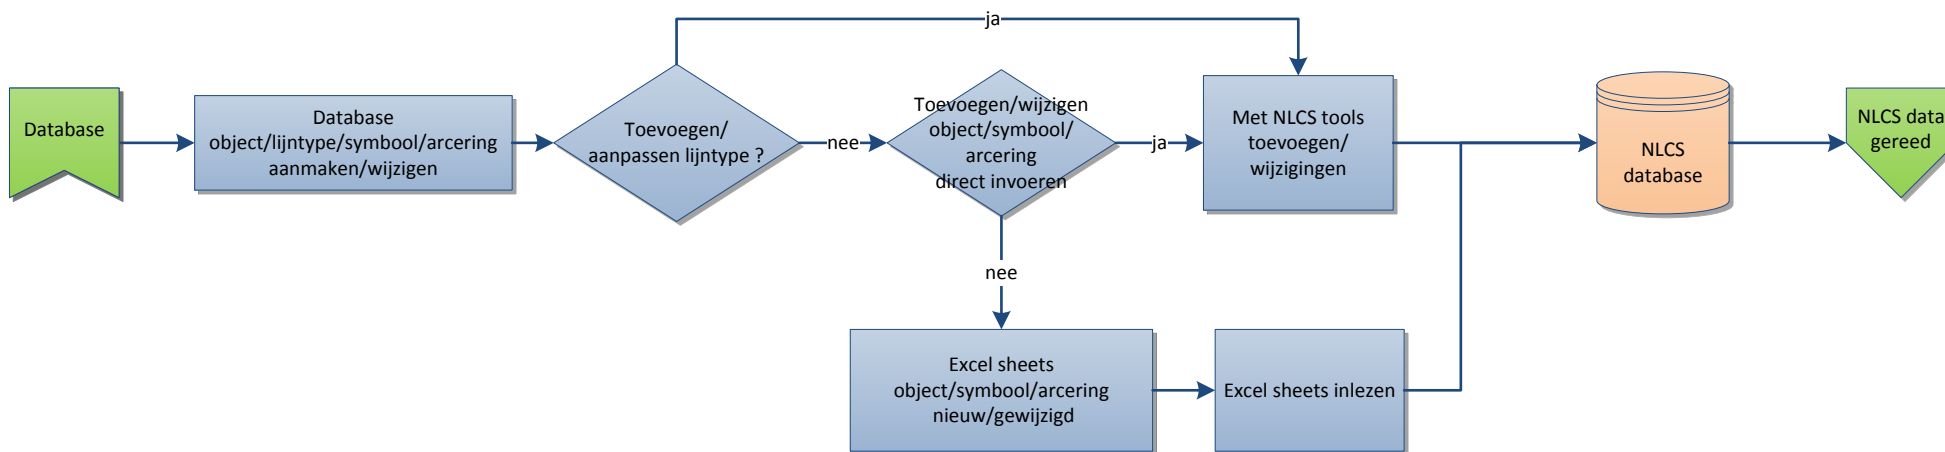 ja
Database
Database
object/lijntype/symbool/arcering
aanmaken/wijzigen
Toevoegen/
aanpassen lijntype ?
nee
Toevoegen/wijzigen
object/symbool/
arcering
direct invoeren
ja
Met NLCS tools
toevoegen/
wijzigingen
NLCS
database
NLCS data
gereed
nee
Excel sheets
object/symbool/arcering
nieuw/gewijzigd
Excel sheets inlezen